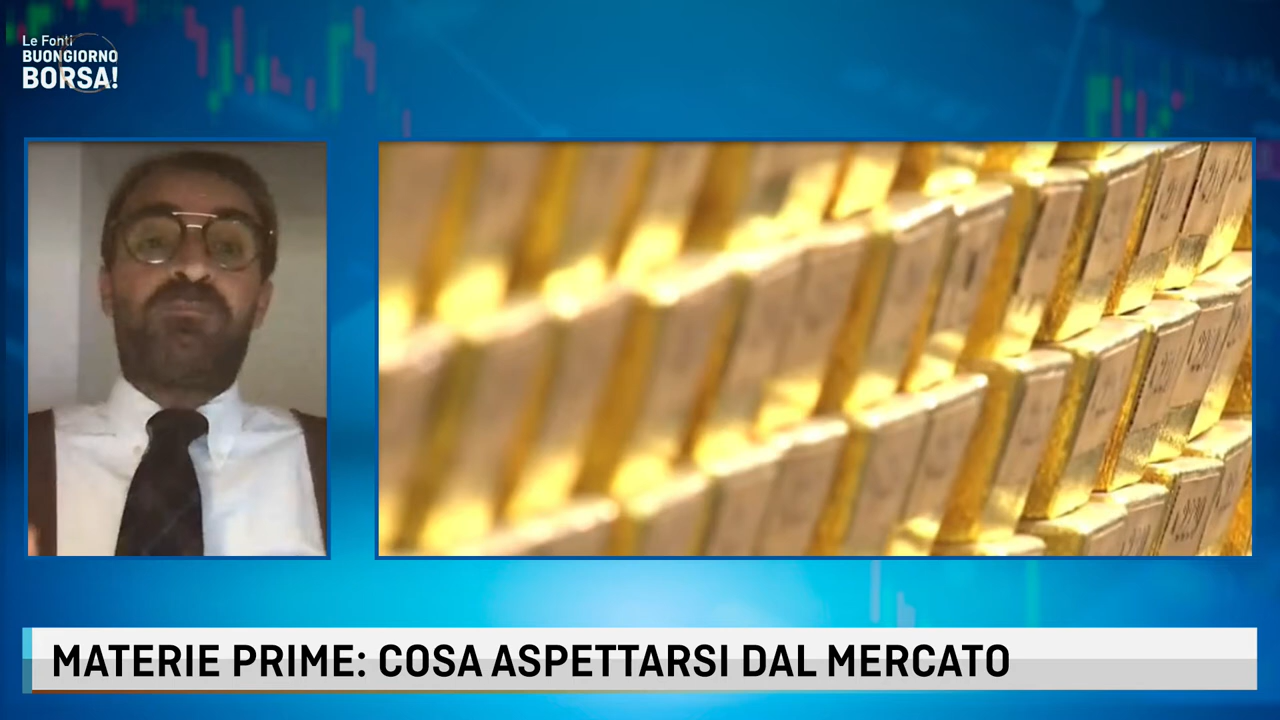 Le Fonti
BUONGIORNO
BORSA!
MATERIE PRIME: COSA ASPETTARSI DAL MERCATO